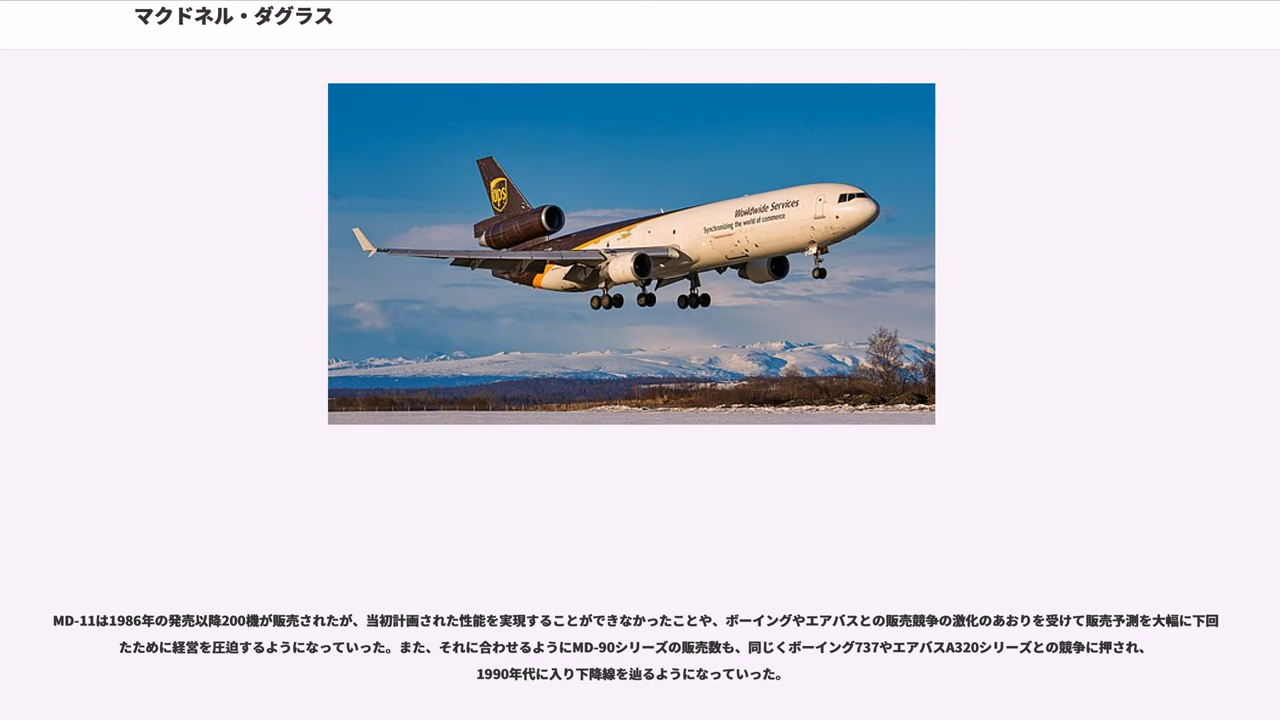 マクドネル・ダグラス
ups
Worldwide Services
Synchronizing the world of commerce
MD-11は1986年の発売以降200機が販売されたが、当初計画された性能を実現することができなかったことや、ボーイングやエアバスとの販売競争の激化のあおりを受けて販売予測を大幅に下回
たために経営を圧迫するようになっていった。また、それに合わせるようにMD-90シリーズの販売数も、同じくボーイング737やエアバスA320シリーズとの競争に押され、
1990年代に入り下降線を辿るようになっていった。